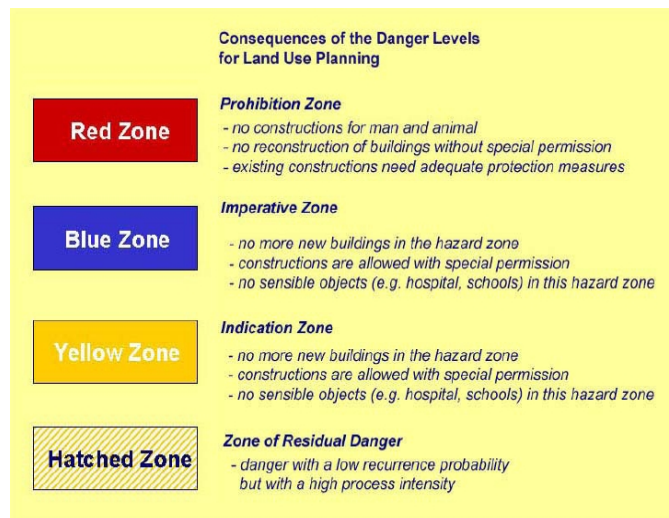 Consequences of the Danger Levels
for Land Use Planning
Red Zone
Prohibition Zone
- no constructions for man and animal
- no reconstruction of buildings without special permission
- existing constructions need adequate protection measures
Blue Zone
Imperative Zone
- no more new buildings in the hazard zone
- constructions are allowed with special permission
- no sensible objects (e.g. hospital, schools) in this hazard zone
Yellow Zone
Indication Zone
- no more new buildings in the hazard zone
- constructions are allowed with special permission
- no sensible objects (e.g. hospital, schools) in this hazard zone
Hatched Zone
Zone of Residual Danger
- danger with a low recurrence probability
but with a high process intensity